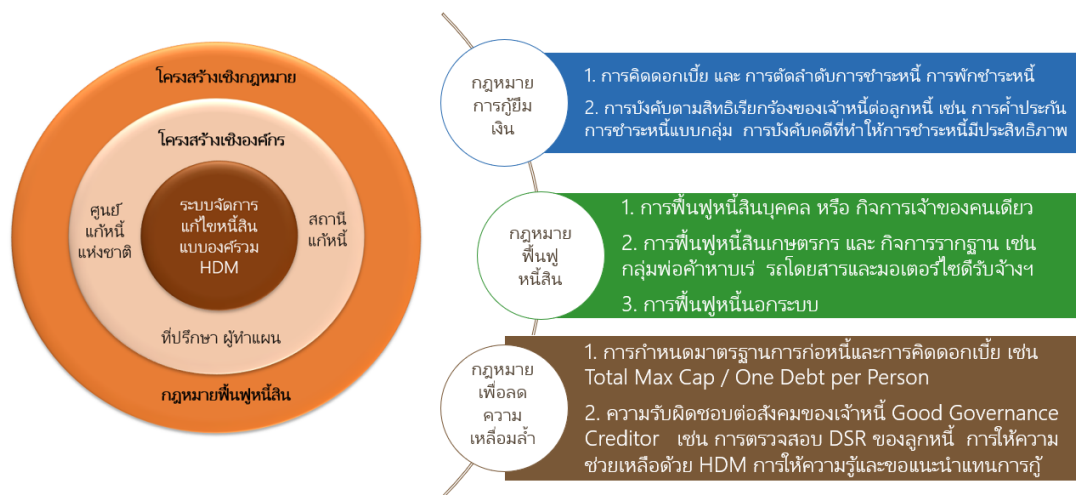 โครงสร้างเชิงกฎหมาย
โครงสร้างเชิงองค์กร
ศูนย์
แก้หนี้
แห่งชาติ
ระบบจัดการ
แก้ไขหนี้สิน
แบบองค์รวม
HDM
สถานี
แก้หนี้
ที่ปรึกษา ผู้ทำแผน
กฎหมายฟื้นฟูหนี้สิน
กฎหมาย
การกู้ยืม
เงิน
1. การคิดดอกเบี้ย และ การตัดลำดับการชำระหนี้ การพักชำระหนี้
2. การบังคับตามสิทธิเรียกร้องของเจ้าหนี้ต่อลูกหนี้ เช่น การค้ำประกัน
การชำระหนี้แบบกลุ่ม การบังคับคดีที่ทำให้การชำระหนี้มีประสิทธิภาพ
กฎหมาย
ฟื้นฟู
หนี้สิน
1. การฟื้นฟูหนี้สินบุคคล หรือ กิจการเจ้าของคนเดียว
2. การฟื้นฟูหนี้สินเกษตรกร และ กิจการรากฐาน เช่น
กลุ่มพ่อค้าหาบเร่ รถโดยสารและมอเตอร์ไซด์รับจ้างฯ
3. การฟื้นฟูหนี้นอกระบบ
กฎหมาย
เพื่อลด
ความ
เหลื่อมล้ำ
1. การกำหนดมาตรฐานการก่อหนี้และการคิดดอกเบี้ย เช่น
Total Max Cap / One Debt per Person
2. ความรับผิดชอบต่อสังคมของเจ้าหนี้ Good Governance
Creditor เช่น การตรวจสอบ DSR ของลูกหนี้ การให้ความ
ช่วยเหลือด้วย HDM การให้ความรู้และขอแนะนำแทนการกู้